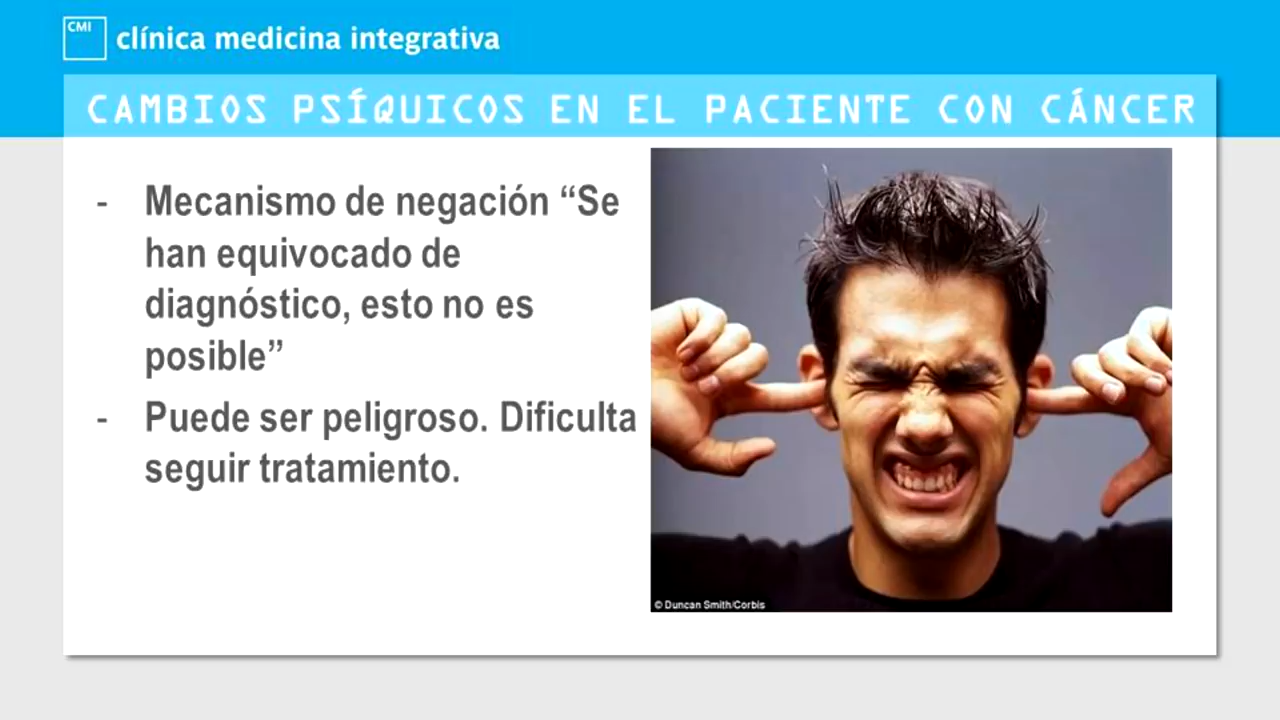 CMI
clínica medicina integrativa
CAMBIOS PSÍQUICOS EN EL PACIENTE CON CÁNCER
- Mecanismo de negación “Se
han equivocado de
diagnóstico, esto no es
posible”
- Puede ser peligroso. Dificulta
seguir tratamiento.
© Duncan Smith/Corbis